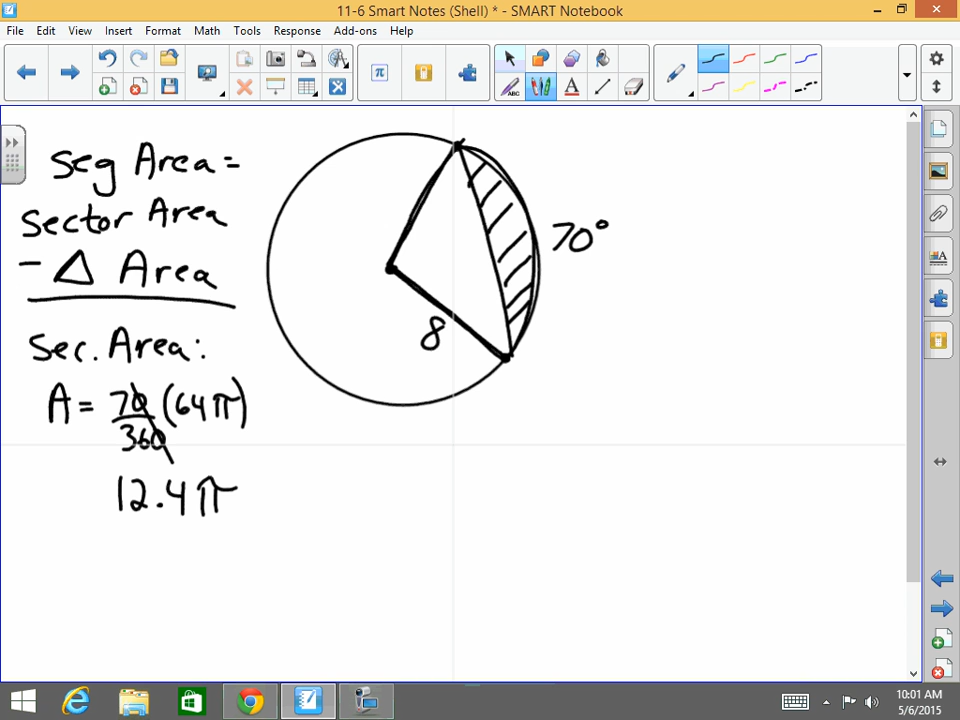 11-6 Smart Notes (Shell) * - SMART Notebook
File Edit View Insert Format Math Tools Response Add-ons Help
Seg Area =
Sector Area
- △ Area
Sec. Area:
A = 70/360 (64π)
12.4π
70°
8
10:01 AM
5/6/2015